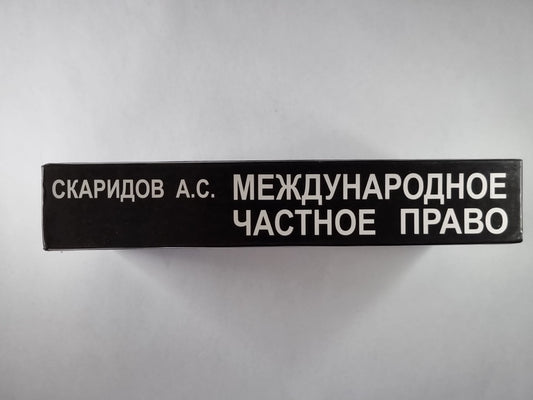 СКАРИДОВ А.С. МЕЖДУНАРОДНОЕ
ЧАСТНОЕ ПРАВО